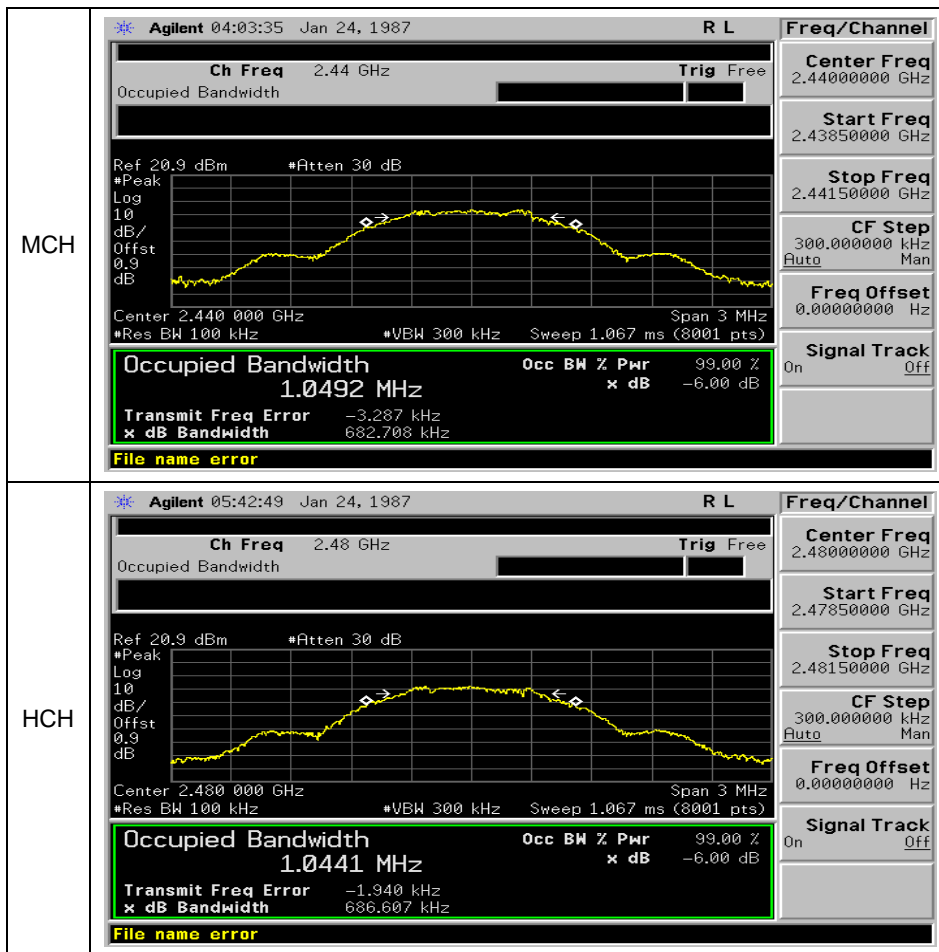 MCH
Agilent 04:03:35 Jan 24, 1987 R L
Ch Freq 2.44 GHz Trig Free
Occupied Bandwidth
Ref 20.9 dBm #Atten 30 dB
#Peak
Log
10
dB/
Offst
0.9
dB
Center 2.440 000 GHz Span 3 MHz
#Res BW 100 kHz #VBW 300 kHz Sweep 1.067 ms (8001 pts)
Occupied Bandwidth Occ BW % Pwr 99.00 %
1.0492 MHz x dB -6.00 dB
Transmit Freq Error -3.287 kHz
x dB Bandwidth 682.708 kHz
File name error
Freq/Channel
Center Freq
2.44000000 GHz
Start Freq
2.43850000 GHz
Stop Freq
2.44150000 GHz
CF Step
300.000000 kHz
Auto Man
Freq Offset
0.00000000 Hz
Signal Track
On Off
HCH
Agilent 05:42:49 Jan 24, 1987 R L
Ch Freq 2.48 GHz Trig Free
Occupied Bandwidth
Ref 20.9 dBm #Atten 30 dB
#Peak
Log
10
dB/
Offst
0.9
dB
Center 2.480 000 GHz Span 3 MHz
#Res BW 100 kHz #VBW 300 kHz Sweep 1.067 ms (8001 pts)
Occupied Bandwidth Occ BW % Pwr 99.00 %
1.0441 MHz x dB -6.00 dB
Transmit Freq Error -1.940 kHz
x dB Bandwidth 686.607 kHz
File name error
Freq/Channel
Center Freq
2.48000000 GHz
Start Freq
2.47850000 GHz
Stop Freq
2.48150000 GHz
CF Step
300.000000 kHz
Auto Man
Freq Offset
0.00000000 Hz
Signal Track
On Off